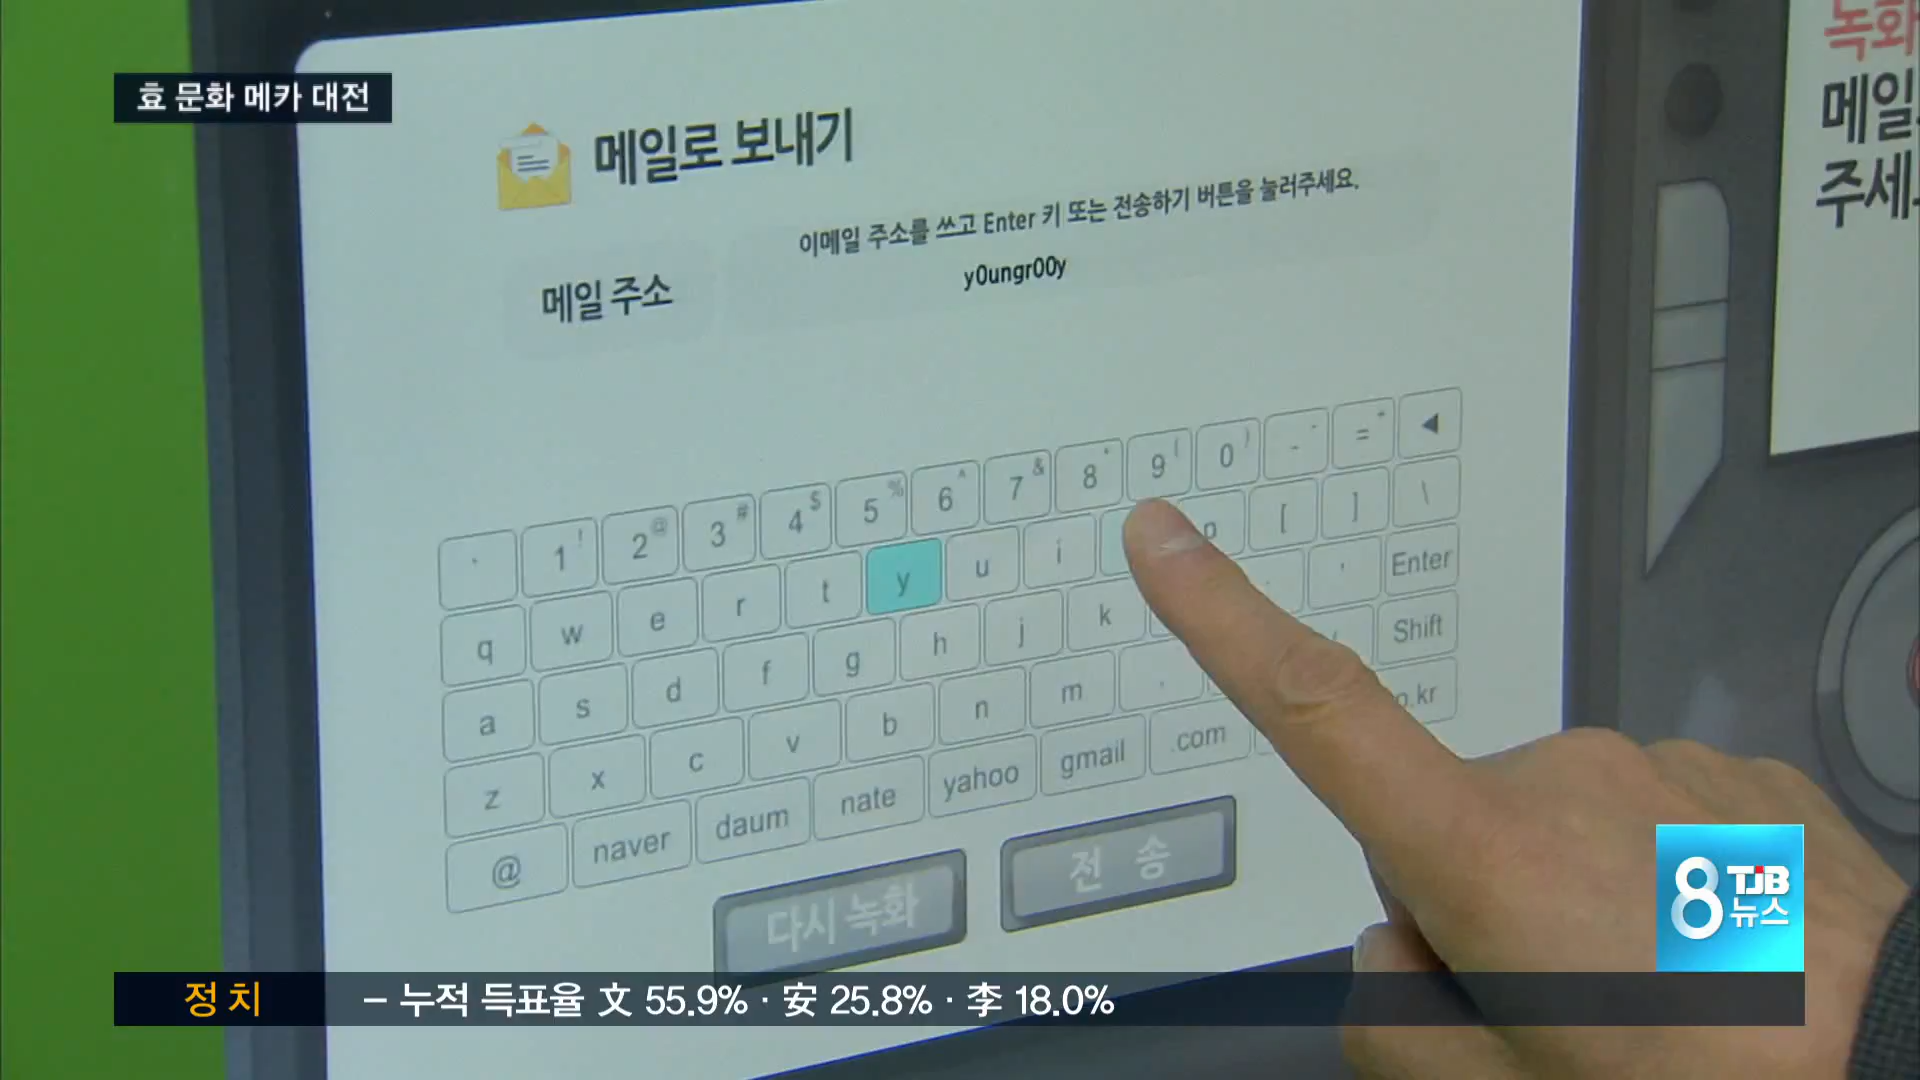 효 문화 메카 대전
메일로 보내기
이메일 주소를 쓰고 Enter 키 또는 전송하기 버튼을 눌러주세요.
메일 주소
y0ungr00y
녹화
메일
주세
` 1 ! 2 @ 3 # 4 $ 5 % 6 ^ 7 & 8 * 9 ( 0 ) - = + ◀
q w e r t y u i p [ ] \
a s d f g h j k ' Enter
z x c v b n m , / Shift
@ naver daum nate yahoo gmail .com o.kr
다시 녹화
전 송
8 TJB
뉴스
정치
- 누적 득표율 文 55.9% · 安 25.8% · 李 18.0%